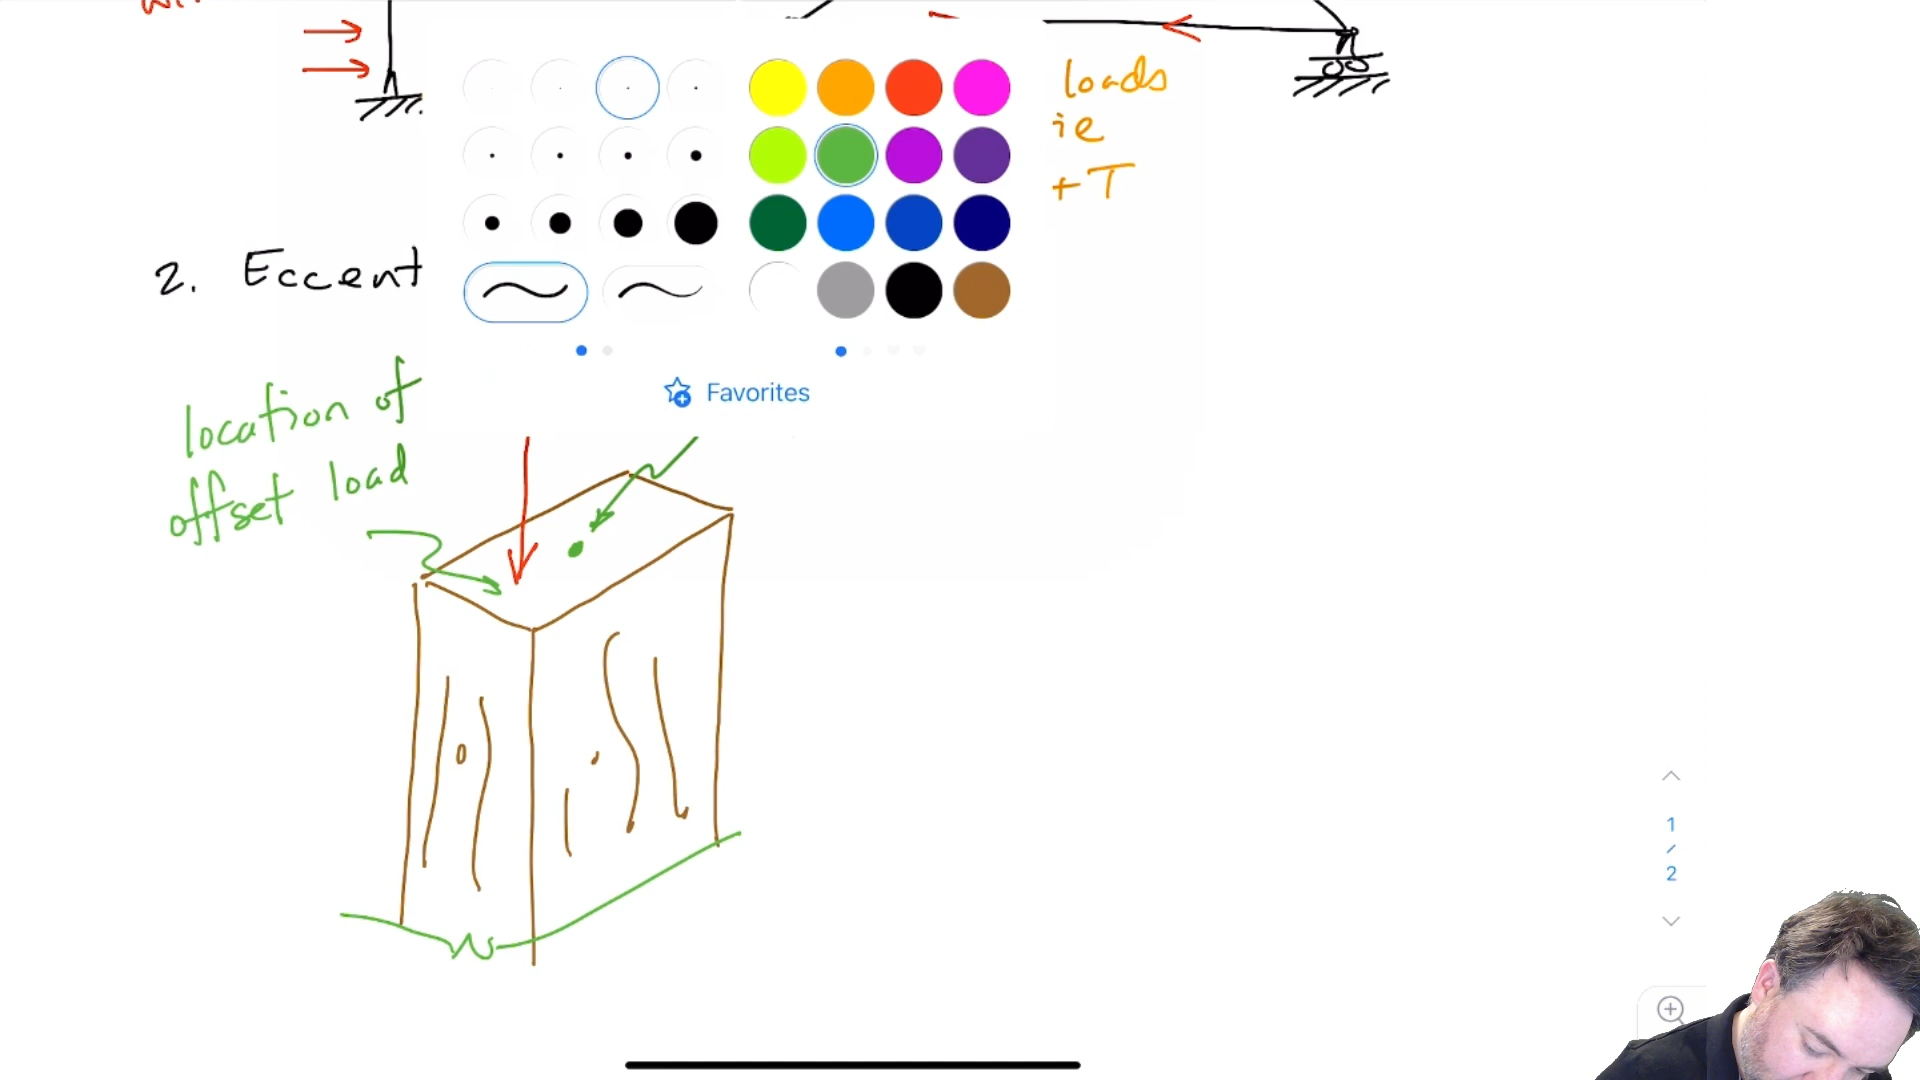 loads
ie
+ T
2. Eccent
Favorites
location of
offset load
1
/
2